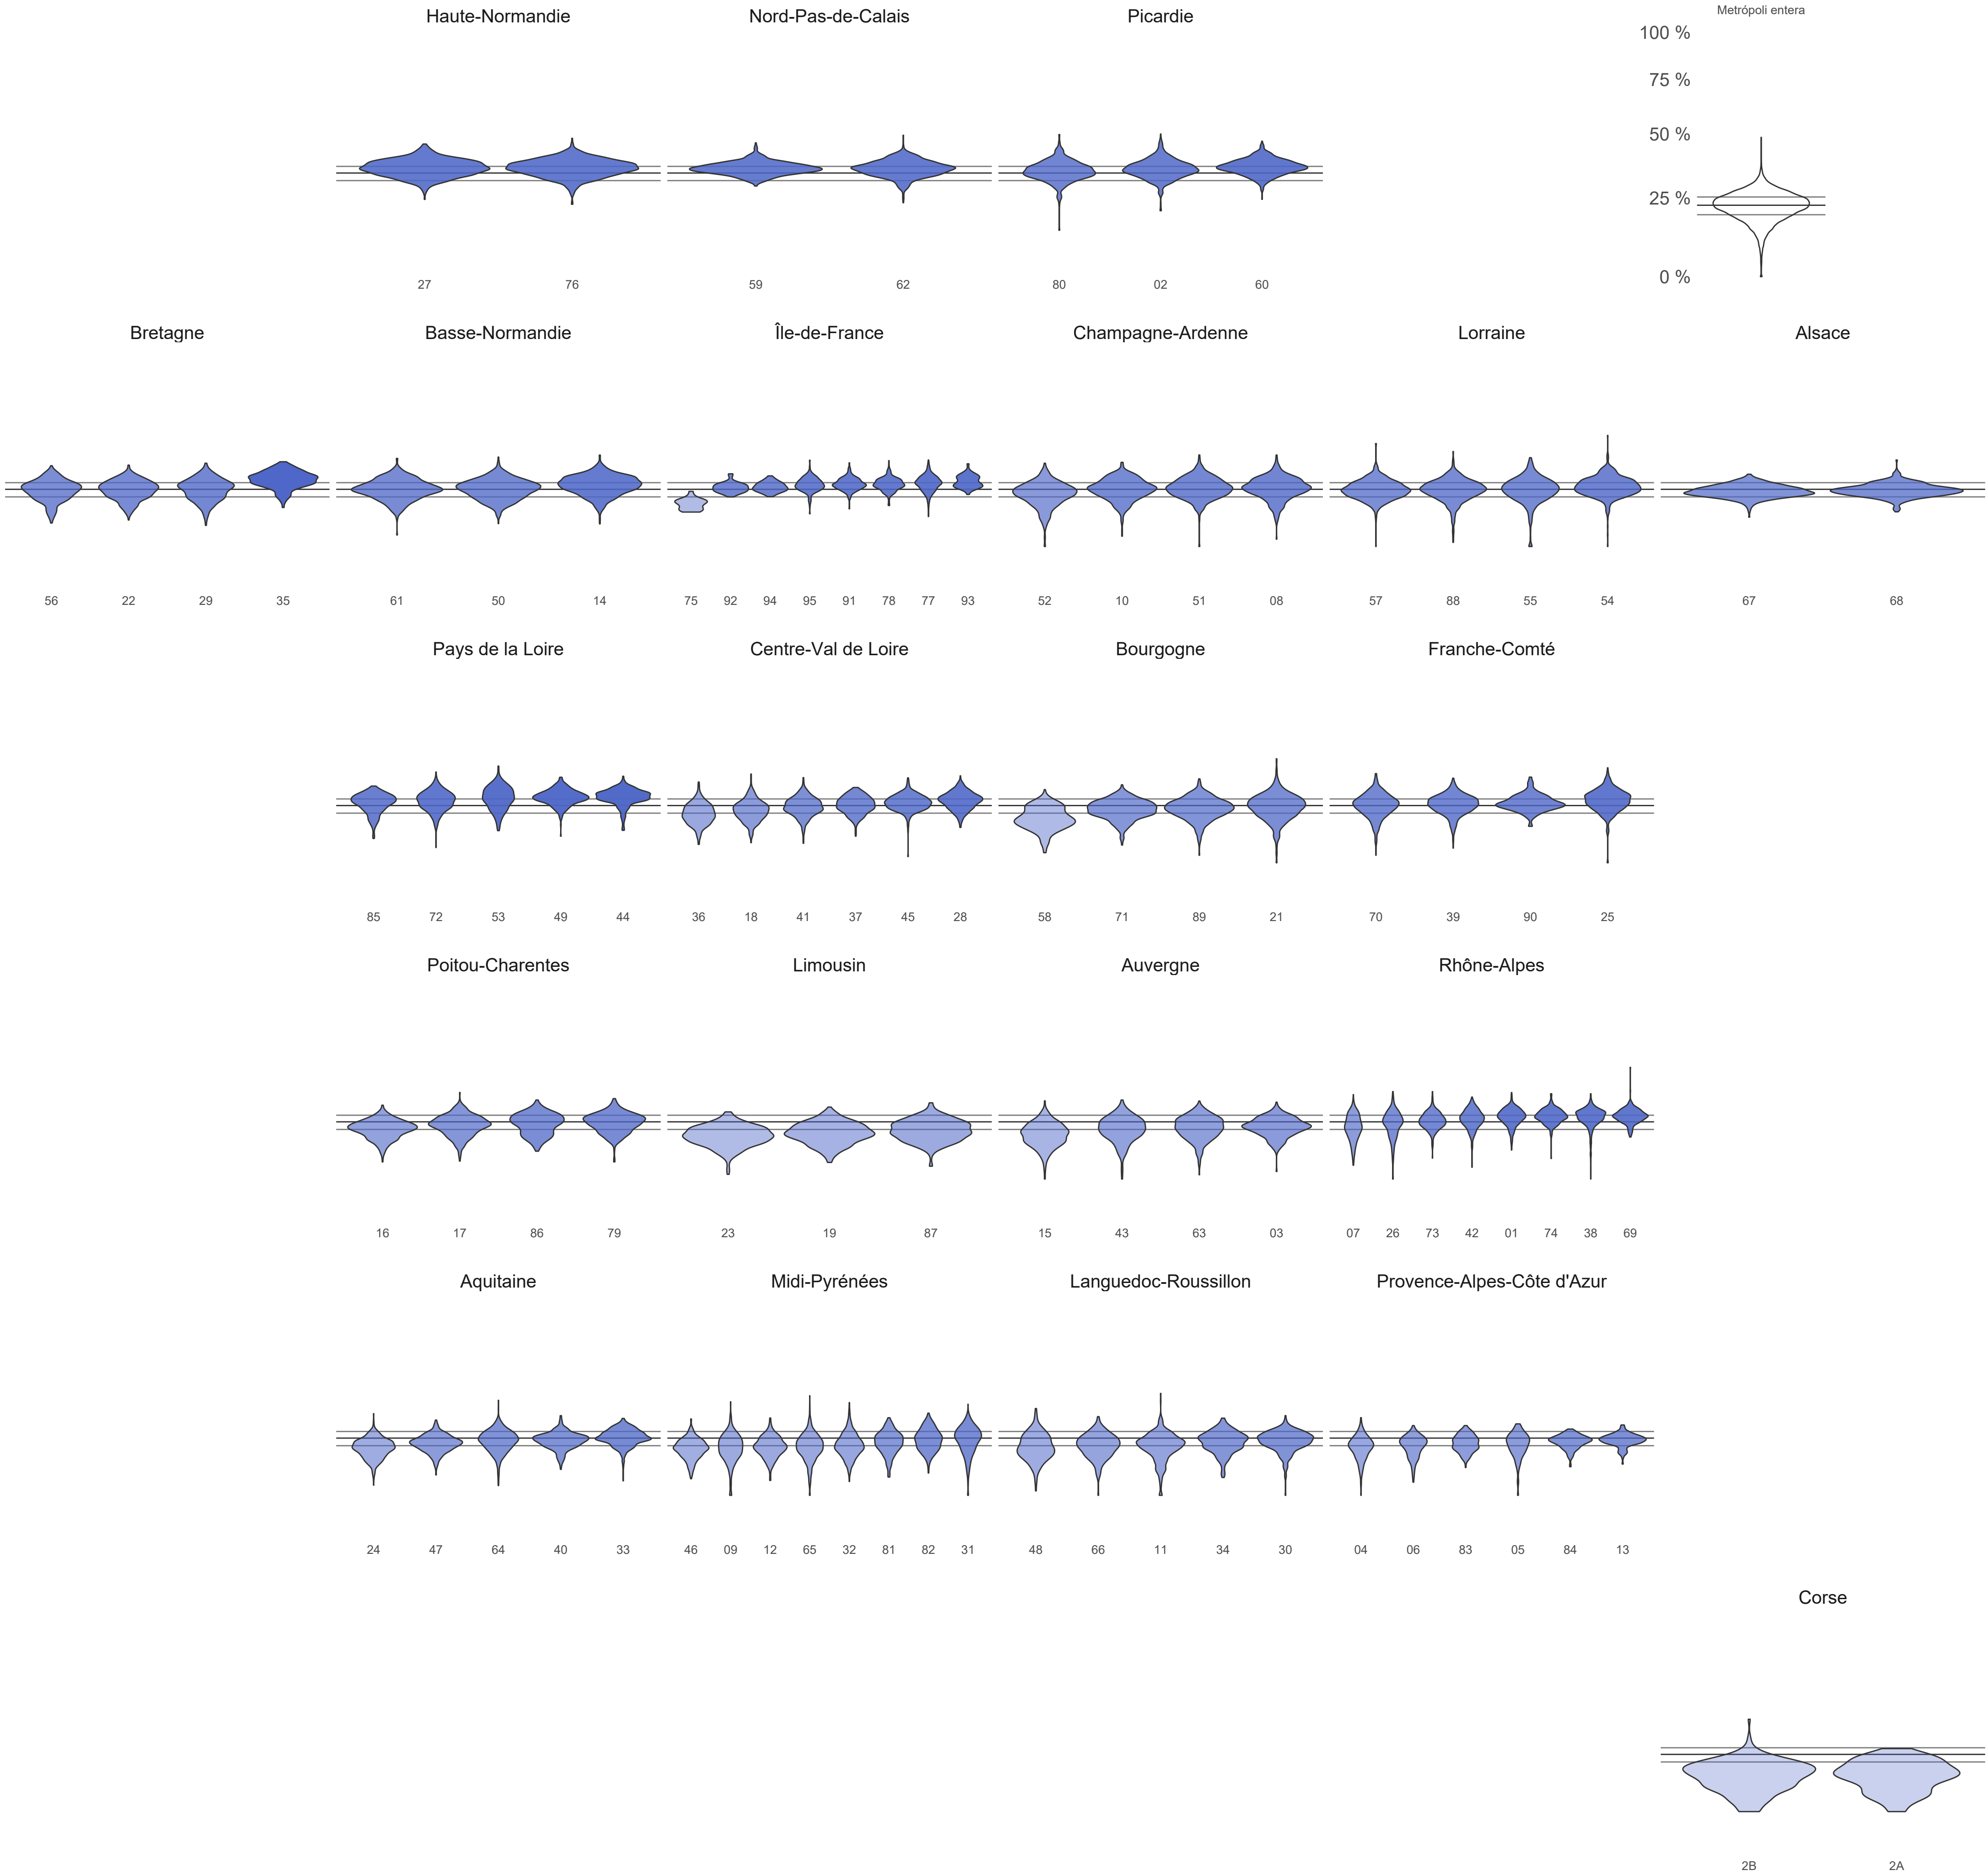 Haute-Normandie Nord-Pas-de-Calais Picardie Metrópoli entera
100 %
75 %
50 %
25 %
0 %
27 76 59 62 80 02 60
Bretagne Basse-Normandie Île-de-France Champagne-Ardenne Lorraine Alsace
56 22 29 35 61 50 14 75 92 94 95 91 78 77 93 52 10 51 08 57 88 55 54 67 68
Pays de la Loire Centre-Val de Loire Bourgogne Franche-Comté
85 72 53 49 44 36 18 41 37 45 28 58 71 89 21 70 39 90 25
Poitou-Charentes Limousin Auvergne Rhône-Alpes
16 17 86 79 23 19 87 15 43 63 03 07 26 73 42 01 74 38 69
Aquitaine Midi-Pyrénées Languedoc-Roussillon Provence-Alpes-Côte d'Azur
24 47 64 40 33 46 09 12 65 32 81 82 31 48 66 11 34 30 04 06 83 05 84 13
Corse
2B 2A